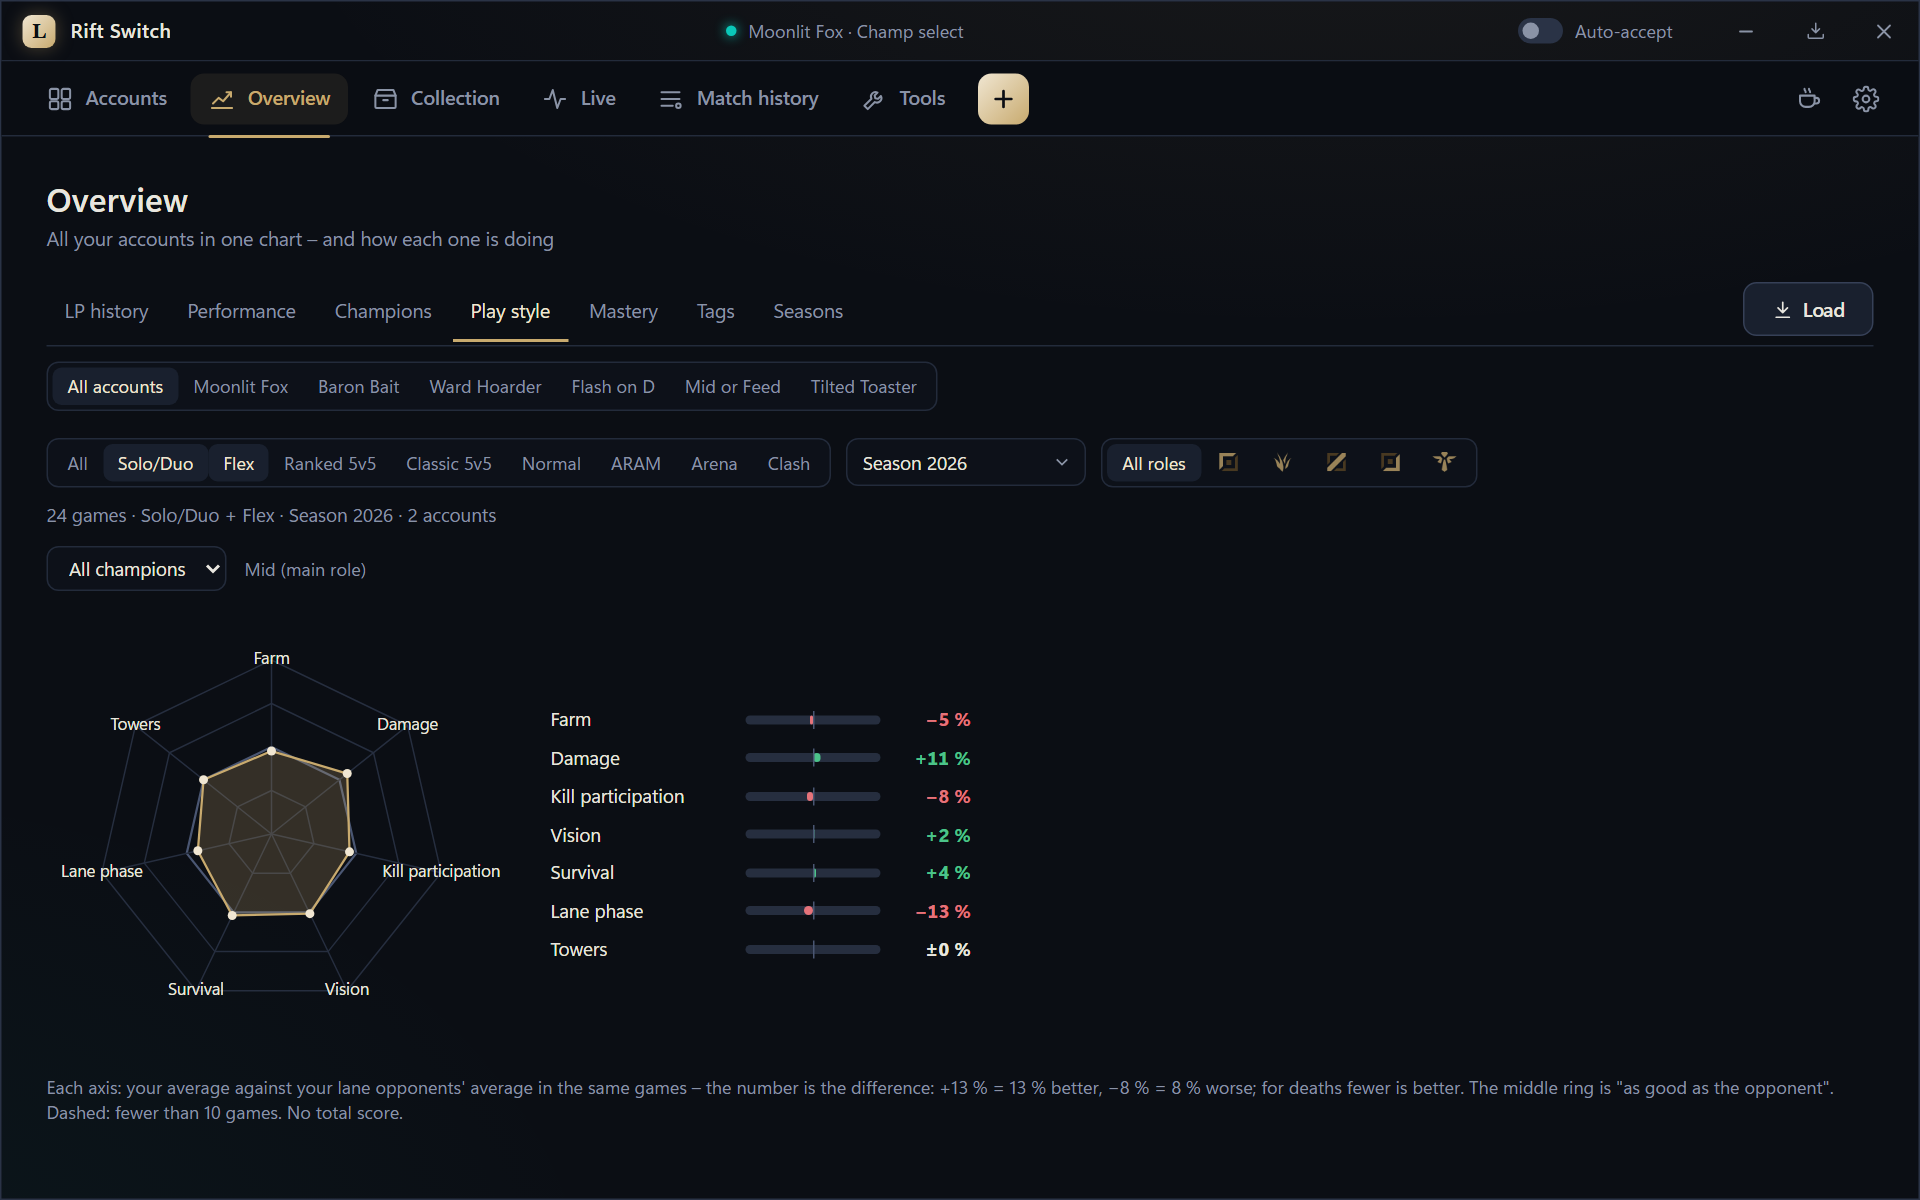 L Rift Switch
Moonlit Fox · Champ select
Auto-accept
Accounts
Overview
Collection
Live
Match history
Tools
Overview
All your accounts in one chart – and how each one is doing
LP history
Performance
Champions
Play style
Mastery
Tags
Seasons
Load
All accounts
Moonlit Fox
Baron Bait
Ward Hoarder
Flash on D
Mid or Feed
Tilted Toaster
All
Solo/Duo
Flex
Ranked 5v5
Classic 5v5
Normal
ARAM
Arena
Clash
Season 2026
All roles
24 games · Solo/Duo + Flex · Season 2026 · 2 accounts
All champions
Mid (main role)
Farm
Towers
Damage
Lane phase
Kill participation
Survival
Vision
Farm −5 %
Damage +11 %
Kill participation −8 %
Vision +2 %
Survival +4 %
Lane phase −13 %
Towers ±0 %
Each axis: your average against your lane opponents' average in the same games – the number is the difference: +13 % = 13 % better, −8 % = 8 % worse; for deaths fewer is better. The middle ring is "as good as the opponent".
Dashed: fewer than 10 games. No total score.